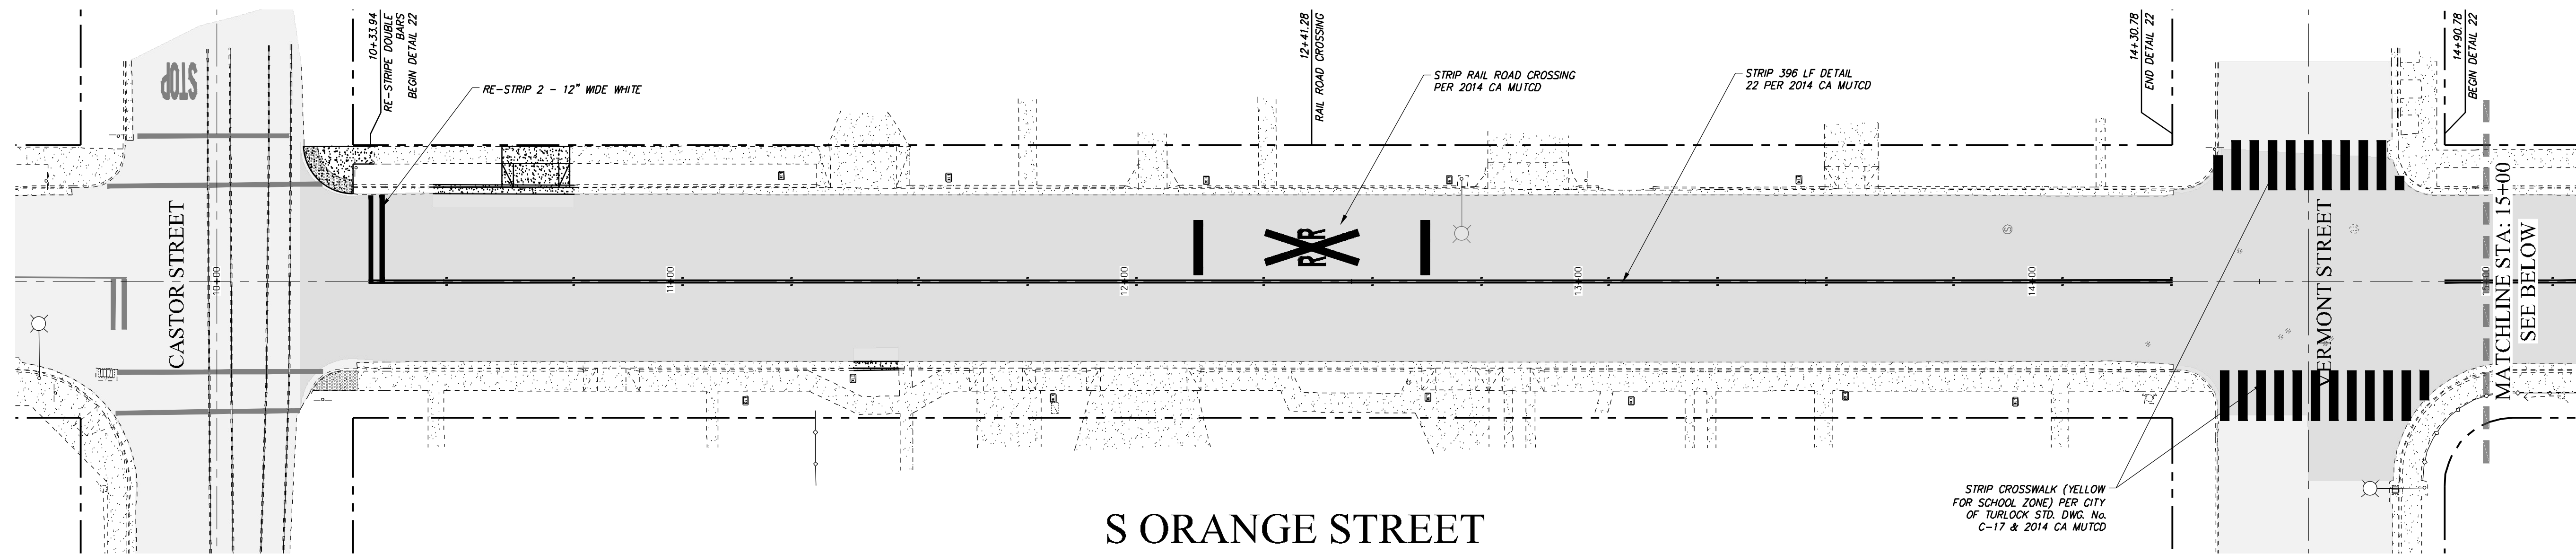 STOP
10+33.94
RE-STRIPE DOUBLE
BARS
BEGIN DETAIL 22
RE-STRIP 2 - 12" WIDE WHITE
12+41.28
RAIL ROAD CROSSING
STRIP RAIL ROAD CROSSING
PER 2014 CA MUTCD
STRIP 396 LF DETAIL
22 PER 2014 CA MUTCD
14+30.78
END DETAIL 22
14+90.78
BEGIN DETAIL 22
CASTOR STREET
10+00
11+00
12+00
R R
13+00
14+00
S
VERMONT STREET
15+00
MATCHLINE STA: 15+00
SEE BELOW
STRIP CROSSWALK (YELLOW
FOR SCHOOL ZONE) PER CITY
OF TURLOCK STD. DWG. No.
C-17 & 2014 CA MUTCD
S ORANGE STREET